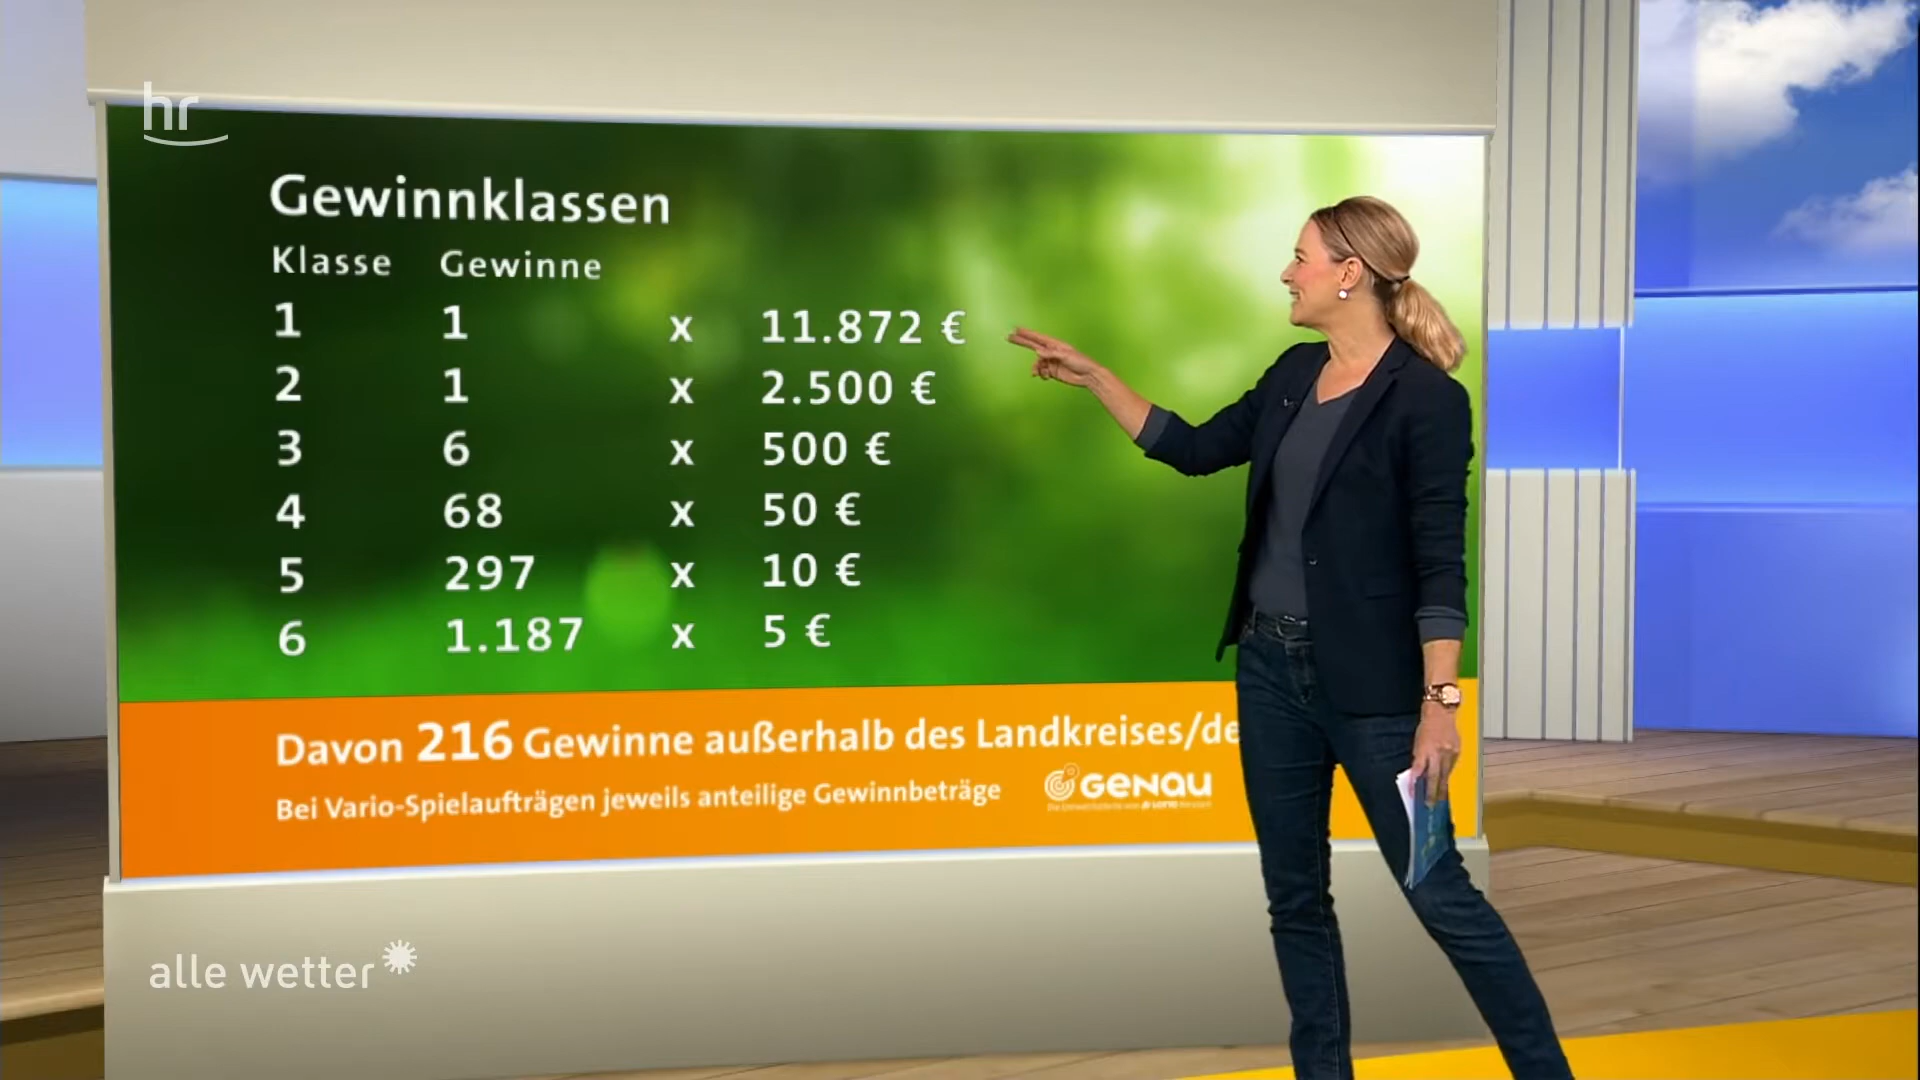 hr
Gewinnklassen
Klasse Gewinne
1 1 x 11.872 €
2 1 x 2.500 €
3 6 x 500 €
4 68 x 50 €
5 297 x 10 €
6 1.187 x 5 €
Davon 216 Gewinne außerhalb des Landkreises/de
Bei Vario-Spielaufträgen jeweils anteilige Gewinnbeträge
GENAU
alle wetter